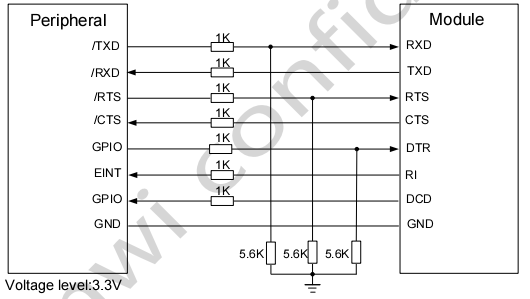 Peripheral
Module
/TXD 1K RXD
/RXD 1K TXD
/RTS 1K RTS
/CTS 1K CTS
GPIO 1K DTR
EINT 1K RI
GPIO 1K DCD
GND GND
5.6K 5.6K 5.6K
Voltage level:3.3V